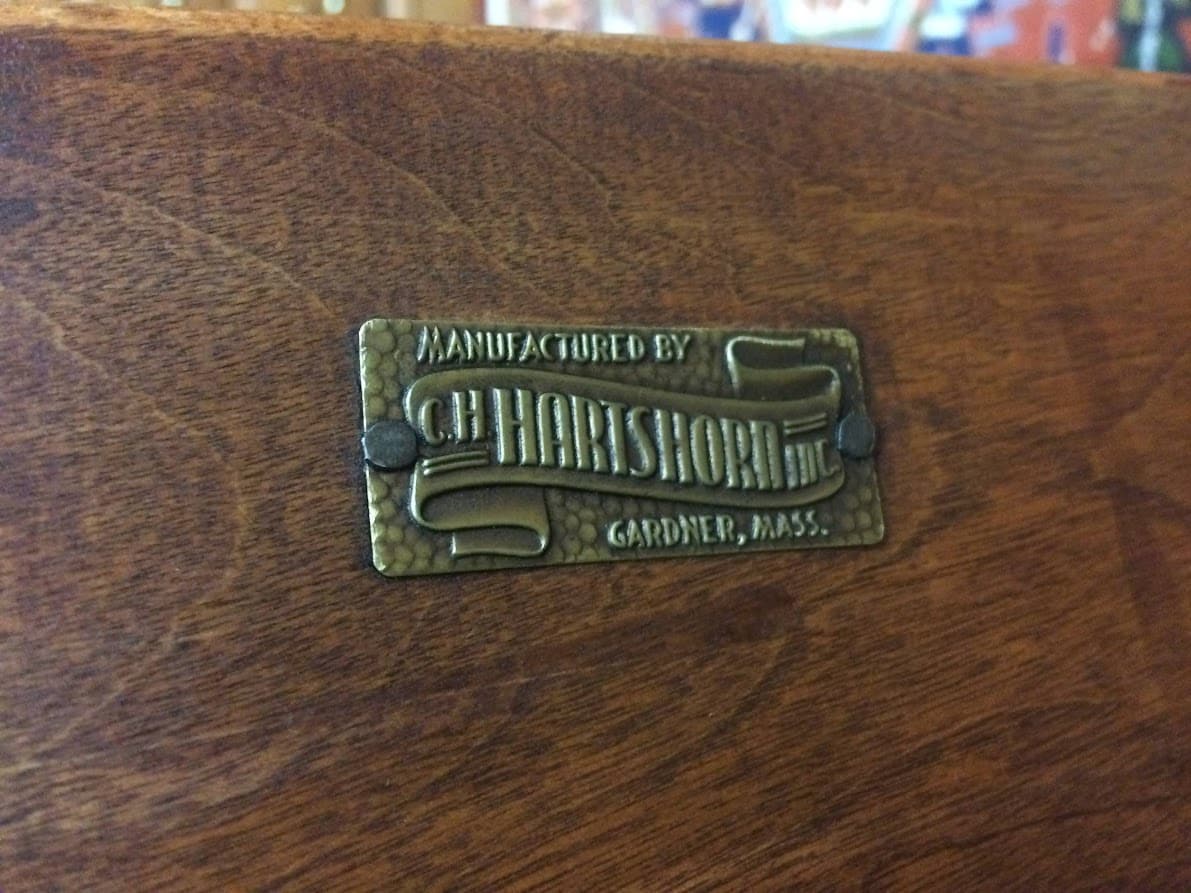 MANUFACTURED BY
C.H. HARTSHORN INC.
GARDNER, MASS.